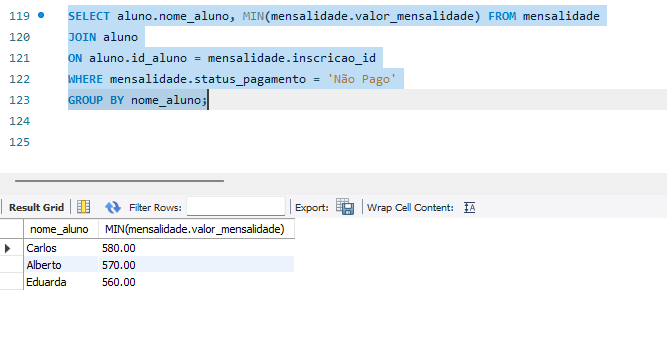 119 SELECT aluno.nome_aluno, MIN(mensalidade.valor_mensalidade) FROM mensalidade
120 JOIN aluno
121 ON aluno.id_aluno = mensalidade.inscricao_id
122 WHERE mensalidade.status_pagamento = 'Não Pago'
123 GROUP BY nome_aluno;
124
125
Result Grid Filter Rows: Export: Wrap Cell Content:
nome_aluno MIN(mensalidade.valor_mensalidade)
Carlos 580.00
Alberto 570.00
Eduarda 560.00